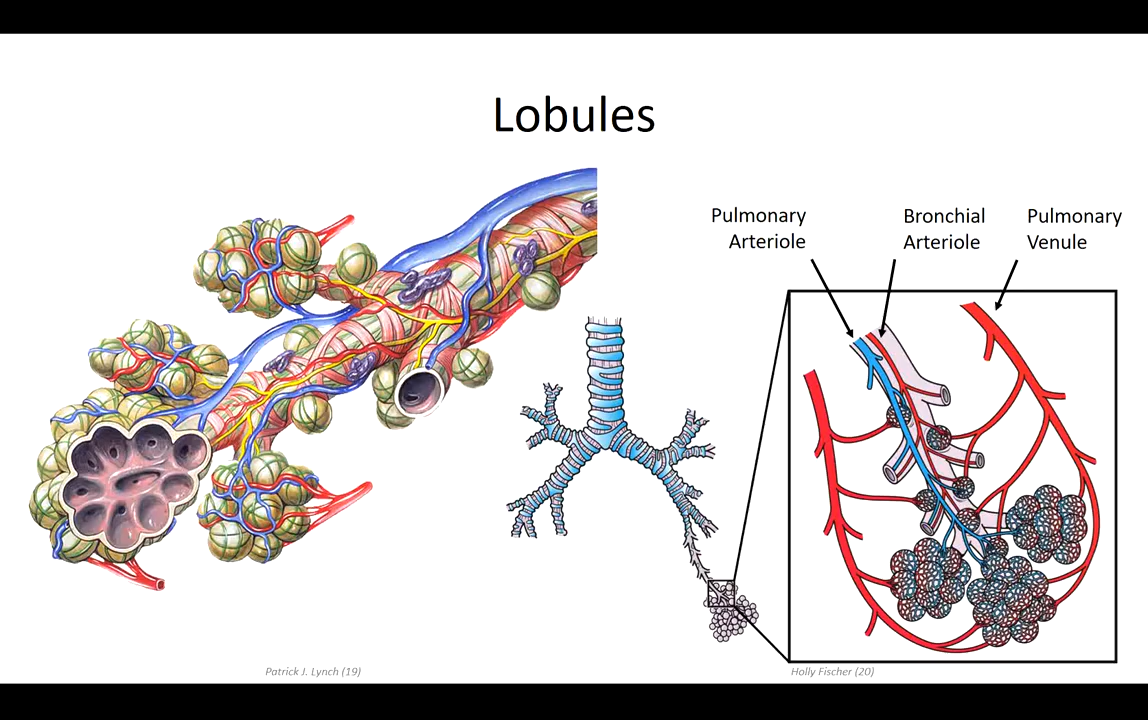 Lobules
Pulmonary
Arteriole
Bronchial
Arteriole
Pulmonary
Venule
Patrick J. Lynch (19)
Holly Fischer (20)